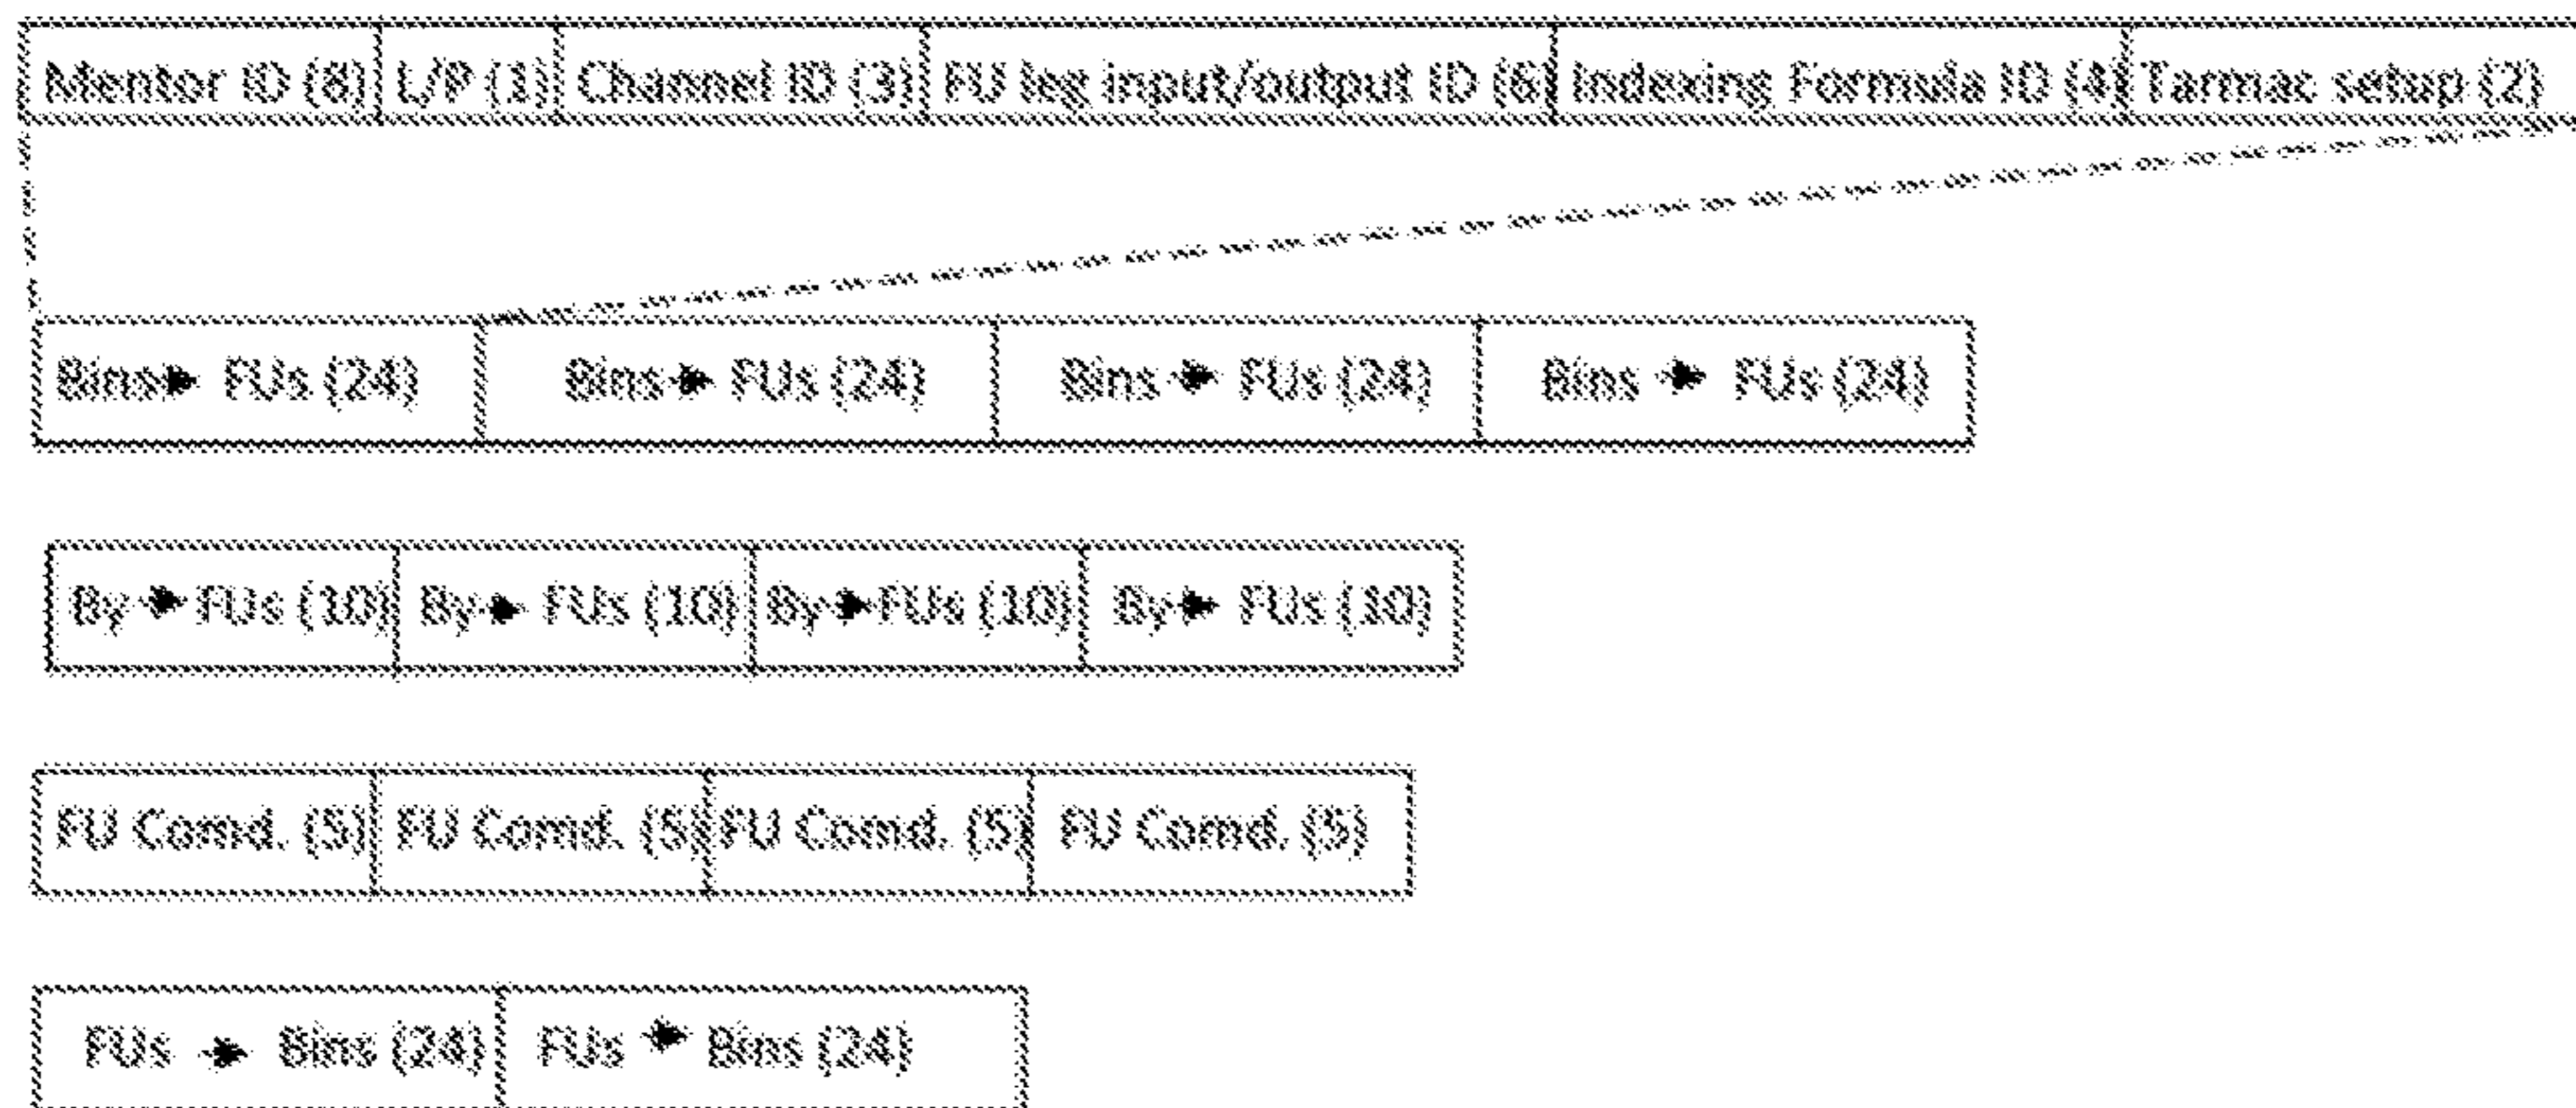 Mentor ID (8) L/P (1) Channel ID (3) FU leg input/output ID (6) Indexing Formula ID (4) Tarmac setup (2)
Bins → FUs (24) Bins → FUs (24) Bins → FUs (24) Bins → FUs (24)
By → FUs (10) By → FUs (10) By → FUs (10) By → FUs (10)
FU Comd. (5) FU Comd. (5) FU Comd. (5) FU Comd. (5)
FUs → Bins (24) FUs → Bins (24)